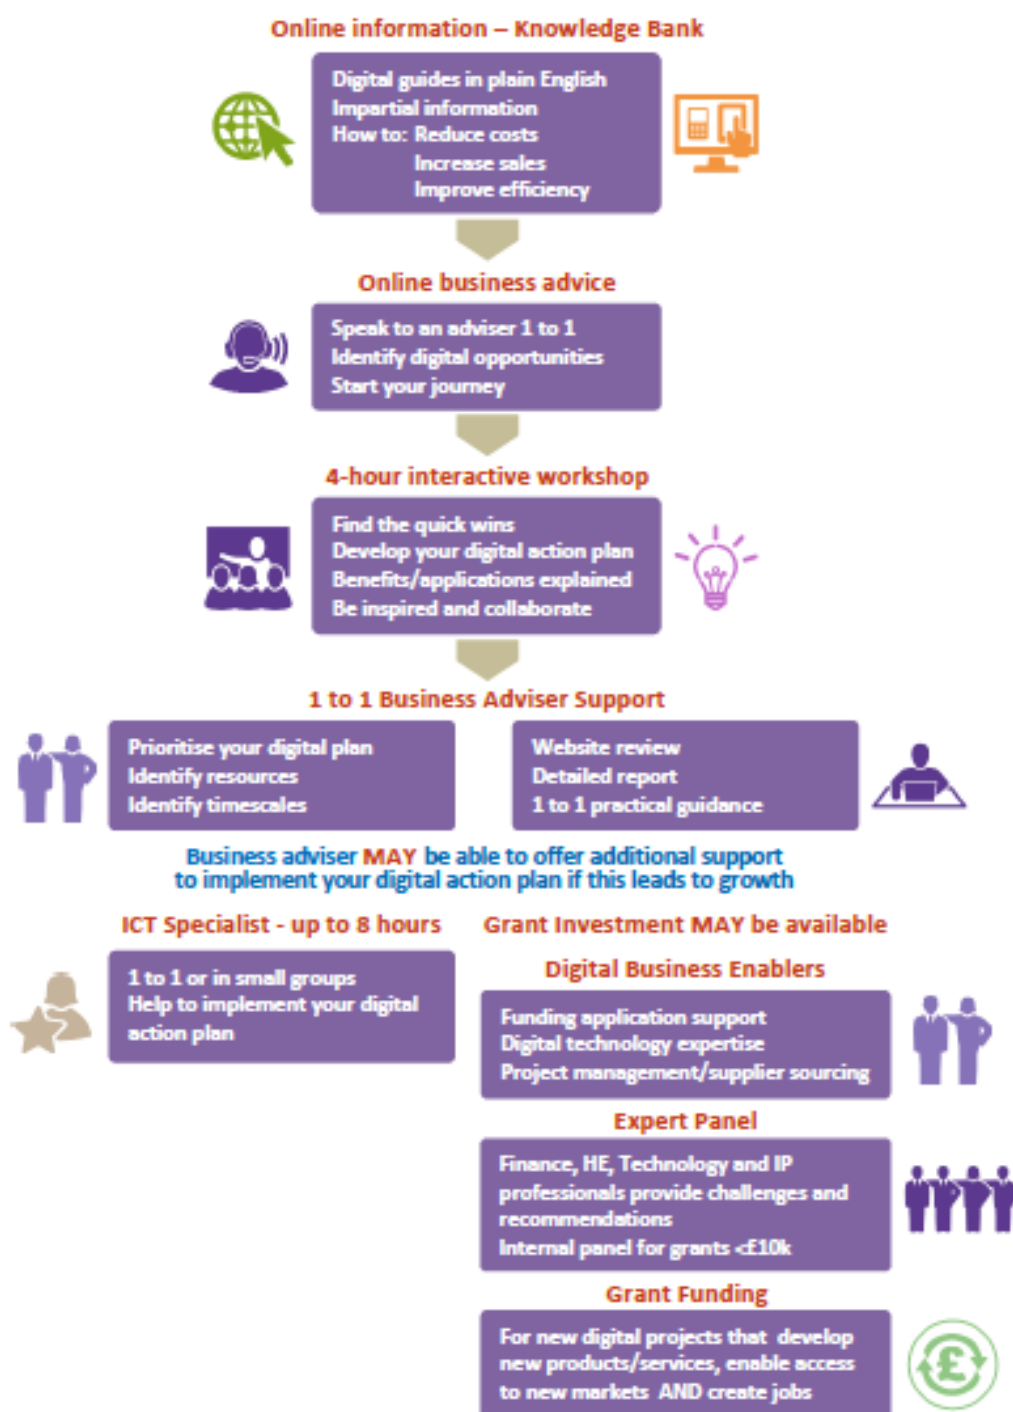 Online information – Knowledge Bank
Digital guides in plain English
Impartial information
How to: Reduce costs
Increase sales
Improve efficiency
Online business advice
Speak to an adviser 1 to 1
Identify digital opportunities
Start your journey
4-hour interactive workshop
Find the quick wins
Develop your digital action plan
Benefits/applications explained
Be inspired and collaborate
1 to 1 Business Adviser Support
Prioritise your digital plan
Identify resources
Identify timescales
Website review
Detailed report
1 to 1 practical guidance
Business adviser MAY be able to offer additional support
to implement your digital action plan if this leads to growth
ICT Specialist - up to 8 hours
1 to 1 or in small groups
Help to implement your digital
action plan
Grant Investment MAY be available
Digital Business Enablers
Funding application support
Digital technology expertise
Project management/supplier sourcing
Expert Panel
Finance, HE, Technology and IP
professionals provide challenges and
recommendations
Internal panel for grants <£10k
Grant Funding
For new digital projects that develop
new products/services, enable access
to new markets AND create jobs
£